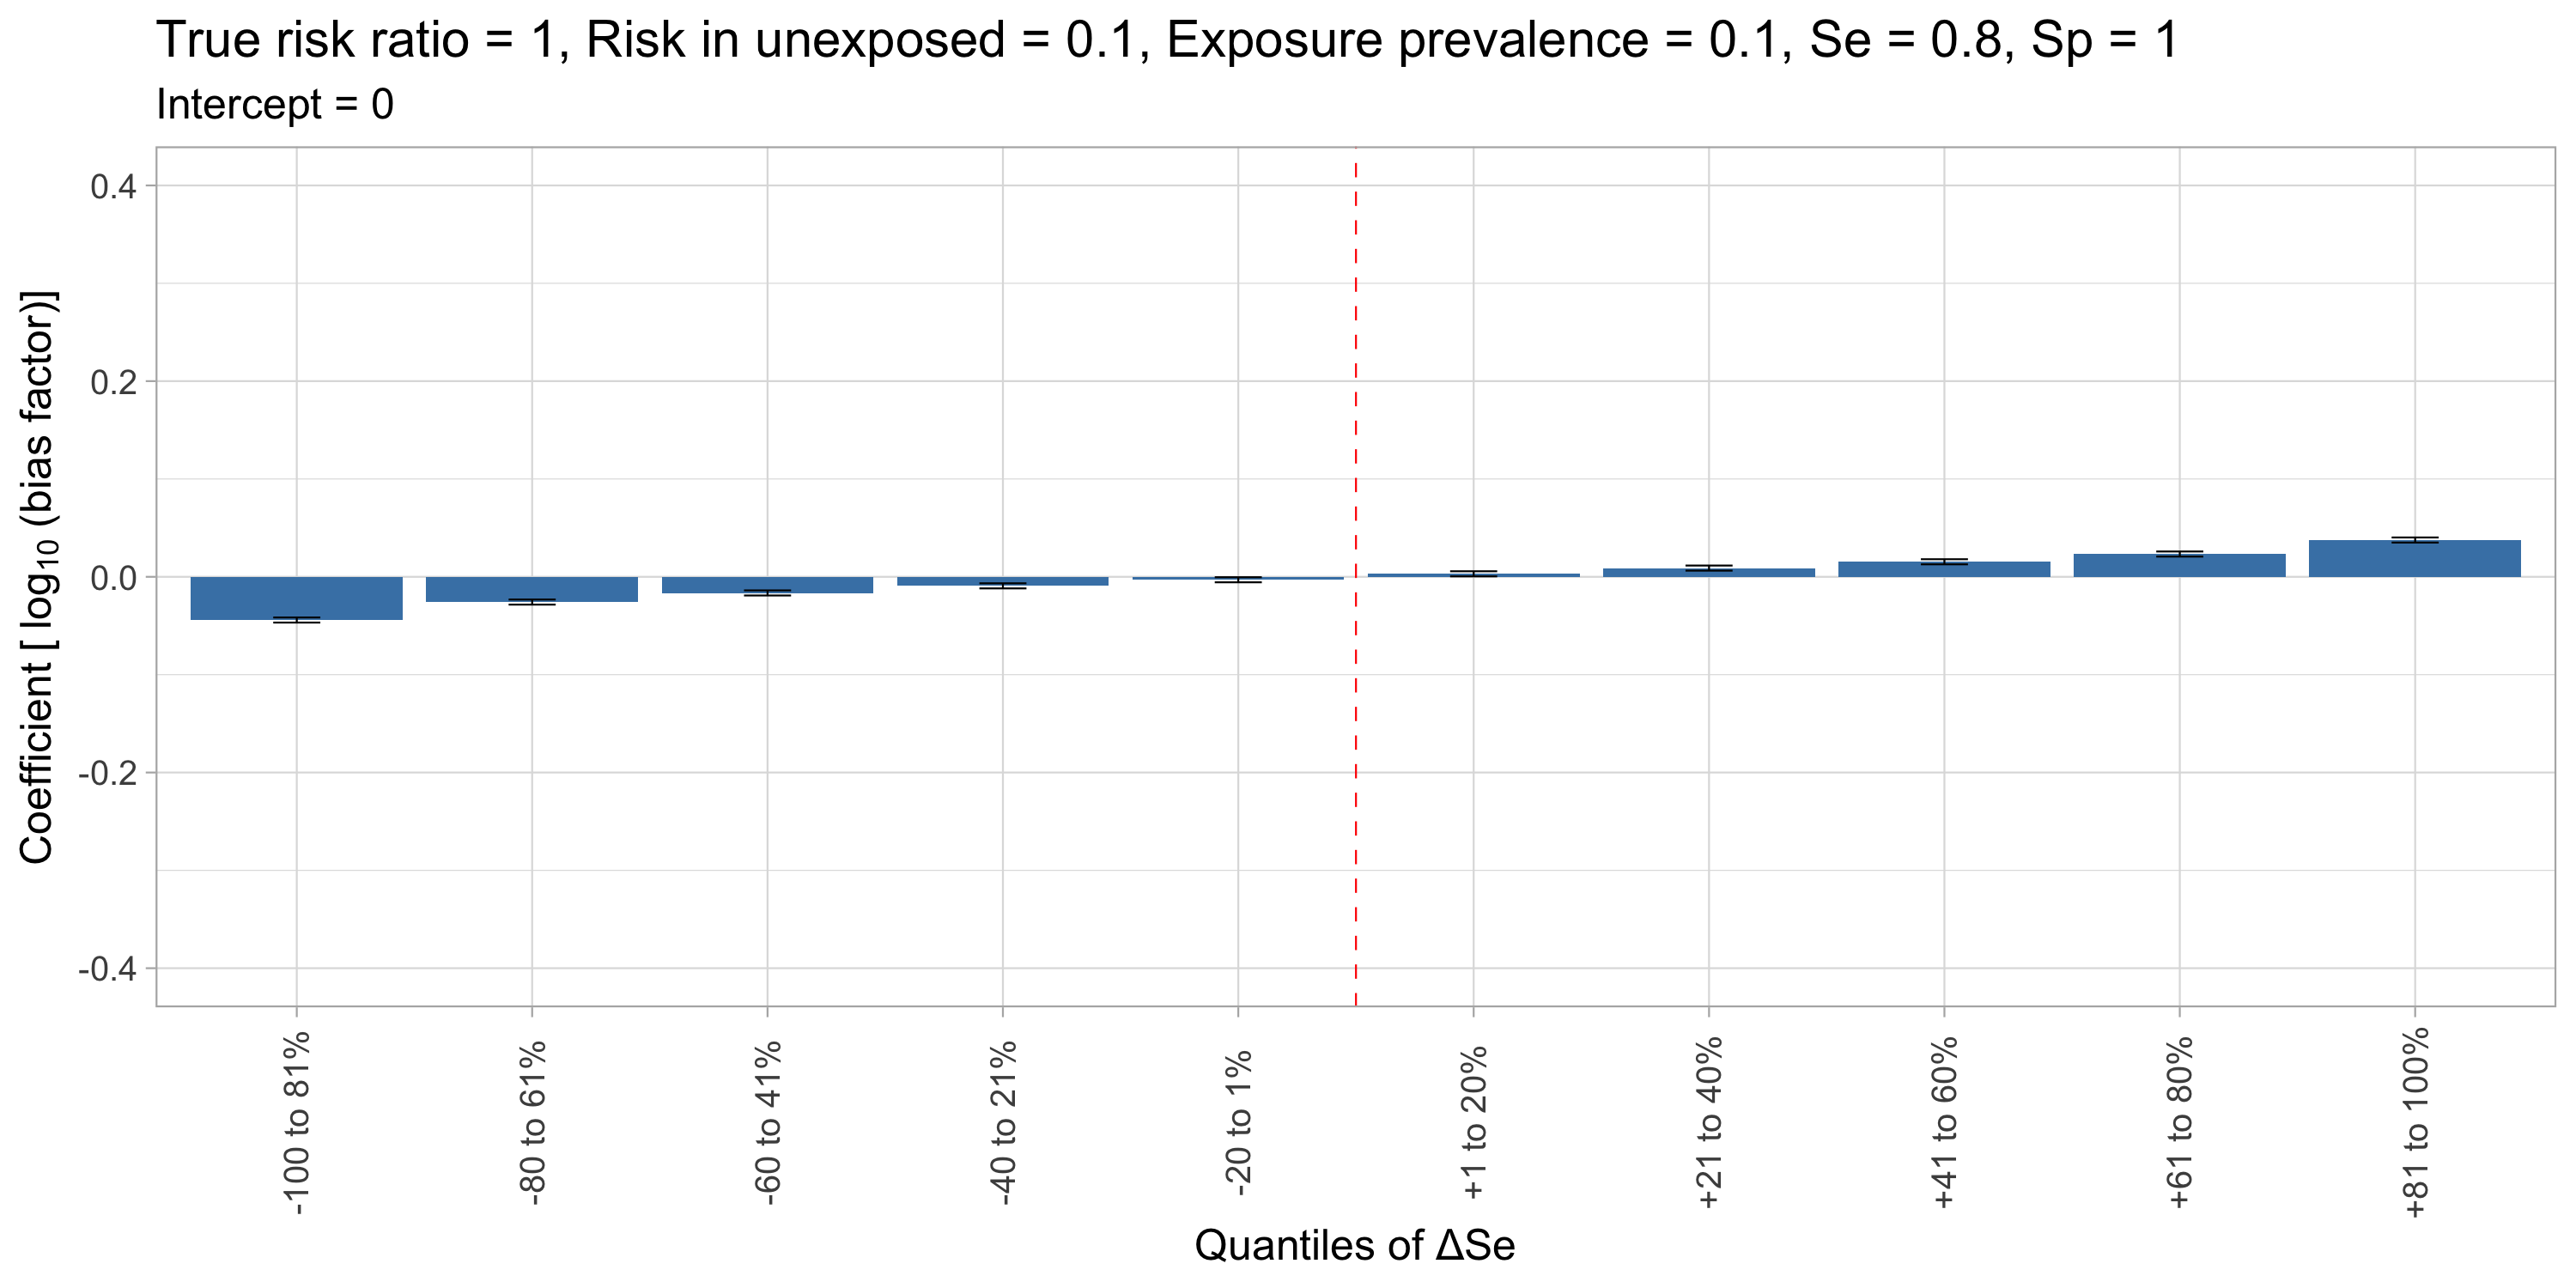 True risk ratio = 1, Risk in unexposed = 0.1, Exposure prevalence = 0.1, Se = 0.8, Sp = 1
Intercept = 0
Coefficient [ log₁₀ (bias factor)]
0.4
0.2
0.0
-0.2
-0.4
-100 to 81%
-80 to 61%
-60 to 41%
-40 to 21%
-20 to 1%
+1 to 20%
+21 to 40%
+41 to 60%
+61 to 80%
+81 to 100%
Quantiles of ΔSe